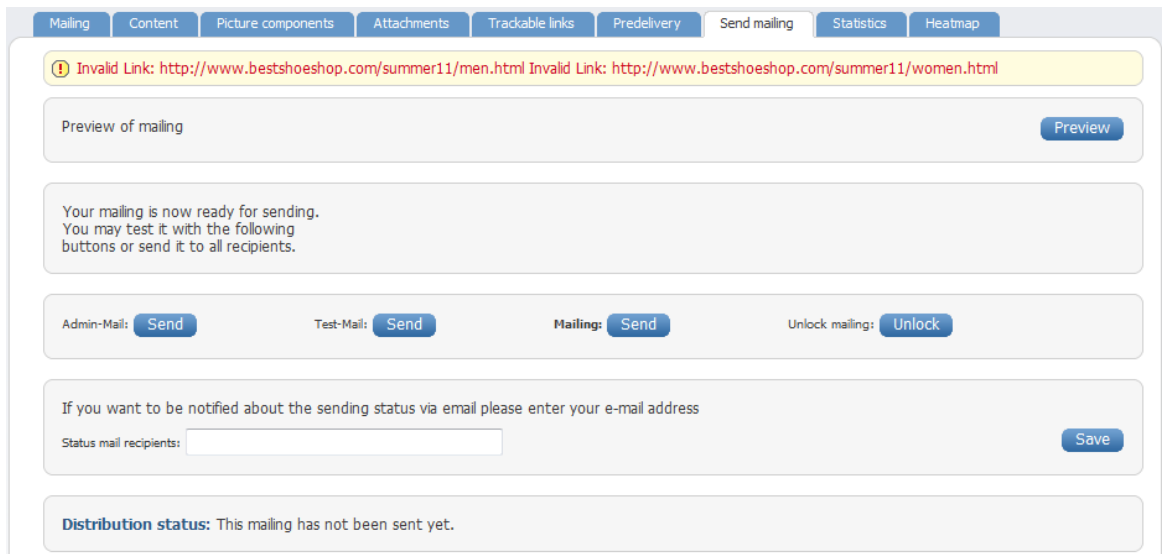 Mailing Content Picture components Attachments Trackable links Predelivery Send mailing Statistics Heatmap
Invalid Link: http://www.bestshoeshop.com/summer11/men.html Invalid Link: http://www.bestshoeshop.com/summer11/women.html
Preview of mailing Preview
Your mailing is now ready for sending.
You may test it with the following
buttons or send it to all recipients.
Admin-Mail: Send Test-Mail: Send Mailing: Send Unlock mailing: Unlock
If you want to be notified about the sending status via email please enter your e-mail address
Status mail recipients: Save
Distribution status: This mailing has not been sent yet.